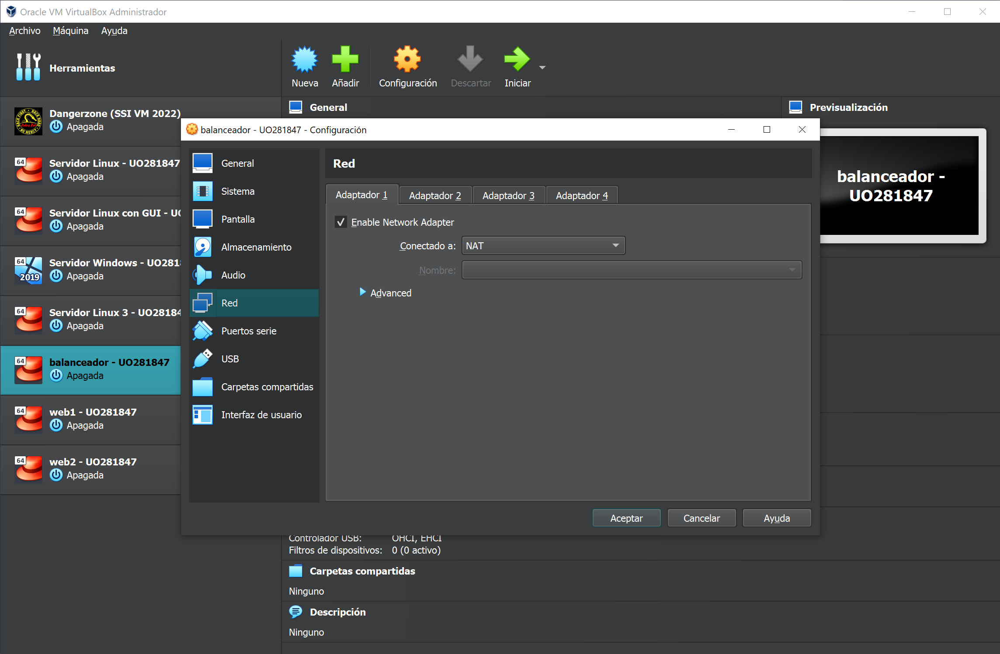 Oracle VM VirtualBox Administrador
Archivo Máquina Ayuda
Herramientas
Nueva Añadir Configuración Descartar Iniciar
Dangerzone (SSI VM 2022)
Apagada
64
Servidor Linux - UO281847
Apagada
64
Servidor Linux con GUI - UO
Apagada
64
2019
Servidor Windows - UO281
Apagada
64
Servidor Linux 3 - UO28184
Apagada
64
balanceador - UO281847
Apagada
64
web1 - UO281847
Apagada
64
web2 - UO281847
Apagada
General
Previsualización
balanceador -
UO281847
balanceador - UO281847 - Configuración
General
Sistema
Pantalla
Almacenamiento
Audio
Red
Puertos serie
USB
Carpetas compartidas
Interfaz de usuario
Red
Adaptador 1 Adaptador 2 Adaptador 3 Adaptador 4
Enable Network Adapter
Conectado a: NAT
Nombre:
Advanced
Aceptar Cancelar Ayuda
Controlador USB: OHCI, EHCI
Filtros de dispositivos: 0 (0 activo)
Carpetas compartidas
Ninguno
Descripción
Ninguno